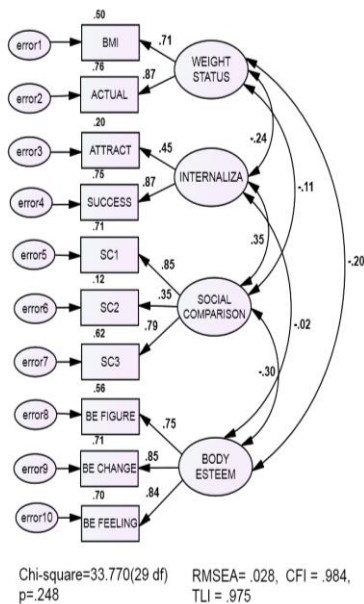 .50
error1 BMI .71
.76
error2 ACTUAL .87 WEIGHT STATUS
.20
error3 ATTRACT .45 -.24
.75
error4 SUCCESS .87 INTERNALIZA -.11
.71
error5 SC1 .85 .35 -.20
.12
error6 SC2 .35 SOCIAL COMPARISON -.02
.62
error7 SC3 .79 -.30
.56
error8 BE FIGURE .75
.71
error9 BE CHANGE .85 BODY ESTEEM
.70
error10 BE FEELING .84
Chi-square=33.770(29 df) RMSEA= .028, CFI = .984,
p=.248 TLI = .975